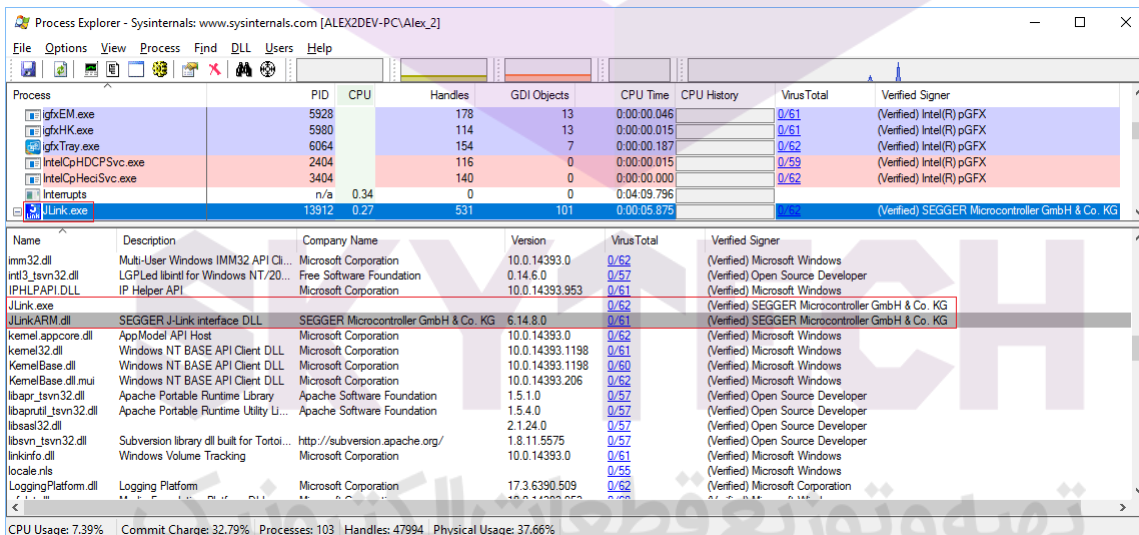 Process Explorer - Sysinternals: www.sysinternals.com [ALEX2DEV-PC\Alex_2]
File Options View Process Find DLL Users Help
Process PID CPU Handles GDI Objects CPU Time CPU History VirusTotal Verified Signer
igfxEM.exe 5928 178 13 0:00:00.046 0/61 (Verified) Intel(R) pGFX
igfxHK.exe 5980 114 13 0:00:00.015 0/61 (Verified) Intel(R) pGFX
igfxTray.exe 6064 154 7 0:00:00.187 0/62 (Verified) Intel(R) pGFX
IntelCpHDCPSvc.exe 2404 116 0 0:00:00.015 0/59 (Verified) Intel(R) pGFX
IntelCpHeciSvc.exe 3404 140 0 0:00:00.000 0/62 (Verified) Intel(R) pGFX
Interrupts n/a 0.34 0 0 0:04:09.796
JLink.exe 13912 0.27 531 101 0:00:05.875 0/62 (Verified) SEGGER Microcontroller GmbH & Co. KG
Name Description Company Name Version VirusTotal Verified Signer
imm32.dll Multi-User Windows IMM32 API Cli... Microsoft Corporation 10.0.14393.0 0/62 (Verified) Microsoft Windows
intl3_tsvn32.dll LGPLed libintl for Windows NT/20... Free Software Foundation 0.14.6.0 0/57 (Verified) Open Source Developer
IPHLPAPI.DLL IP Helper API Microsoft Corporation 10.0.14393.953 0/61 (Verified) Microsoft Windows
JLink.exe 0/62 (Verified) SEGGER Microcontroller GmbH & Co. KG
JLinkARM.dll SEGGER J-Link interface DLL SEGGER Microcontroller GmbH & Co. KG 6.14.8.0 0/61 (Verified) SEGGER Microcontroller GmbH & Co. KG
kernel.appcore.dll AppModel API Host Microsoft Corporation 10.0.14393.0 0/62 (Verified) Microsoft Windows
kernel32.dll Windows NT BASE API Client DLL Microsoft Corporation 10.0.14393.1198 0/61 (Verified) Microsoft Windows
KernelBase.dll Windows NT BASE API Client DLL Microsoft Corporation 10.0.14393.1198 0/60 (Verified) Microsoft Windows
KernelBase.dll.mui Windows NT BASE API Client DLL Microsoft Corporation 10.0.14393.206 0/62 (Verified) Microsoft Windows
libapr_tsvn32.dll Apache Portable Runtime Library Apache Software Foundation 1.5.1.0 0/57 (Verified) Open Source Developer
libaprutil_tsvn32.dll Apache Portable Runtime Utility Li... Apache Software Foundation 1.5.4.0 0/57 (Verified) Open Source Developer
libsasl32.dll 2.1.24.0 0/57 (Verified) Open Source Developer
libsvn_tsvn32.dll Subversion library dll built for Tortoi... http://subversion.apache.org/ 1.8.11.5575 0/57 (Verified) Open Source Developer
linkinfo.dll Windows Volume Tracking Microsoft Corporation 10.0.14393.0 0/61 (Verified) Microsoft Windows
locale.nls 0/55 (Verified) Microsoft Windows
LoggingPlatform.dll Logging Platform Microsoft Corporation 17.3.6390.509 0/62 (Verified) Microsoft Corporation
SKYTECH
تهیه و توزیع قطعات الکترونیک
CPU Usage: 7.39% Commit Charge: 32.79% Processes: 103 Handles: 47994 Physical Usage: 37.66%